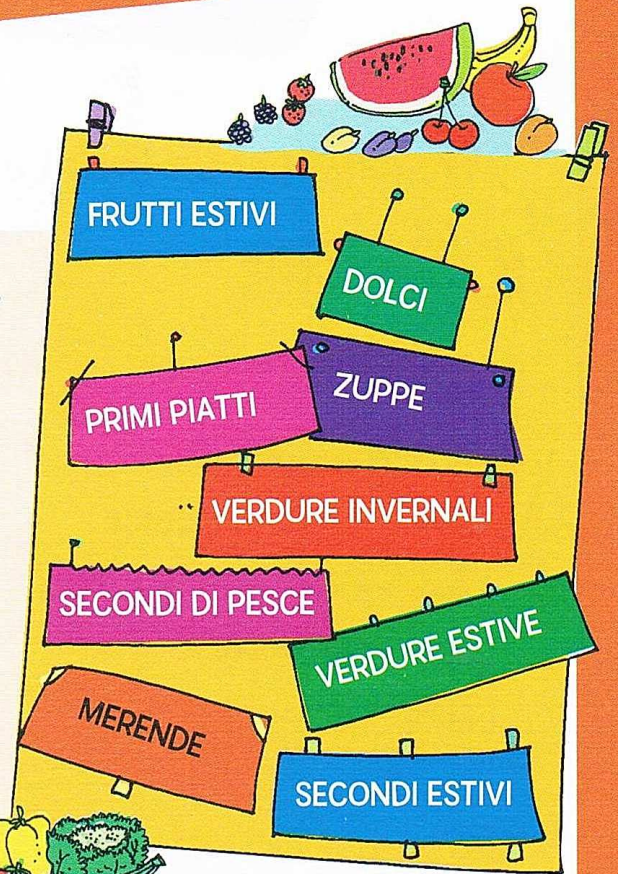 FRUTTI ESTIVI
DOLCI
ZUPPE
PRIMI PIATTI
VERDURE INVERNALI
SECONDI DI PESCE
VERDURE ESTIVE
MERENDE
SECONDI ESTIVI